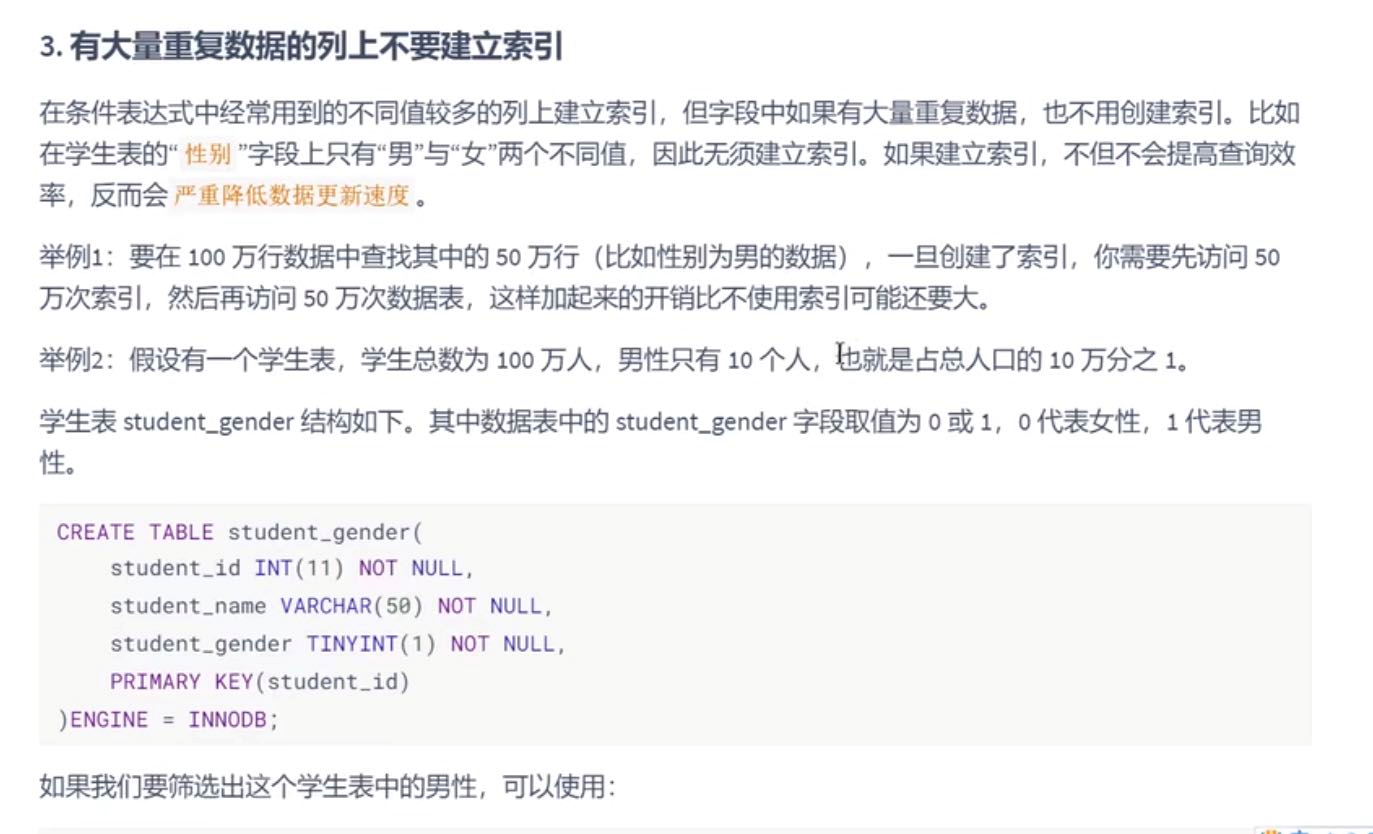 3. 有大量重复数据的列上不要建立索引
在条件表达式中经常用到的不同值较多的列上建立索引，但字段中如果有大量重复数据，也不用创建索引。比如
在学生表的“ 性别 ”字段上只有“男”与“女”两个不同值，因此无须建立索引。如果建立索引，不但不会提高查询效
率，反而会 严重降低数据更新速度 。
举例1：要在 100 万行数据中查找其中的 50 万行（比如性别为男的数据），一旦创建了索引，你需要先访问 50
万次索引，然后再访问 50 万次数据表，这样加起来的开销比不使用索引可能还要大。
举例2：假设有一个学生表，学生总数为 100 万人，男性只有 10 个人，也就是占总人口的 10 万分之 1。
学生表 student_gender 结构如下。其中数据表中的 student_gender 字段取值为 0 或 1，0 代表女性，1 代表男
性。
CREATE TABLE student_gender(
    student_id INT(11) NOT NULL,
    student_name VARCHAR(50) NOT NULL,
    student_gender TINYINT(1) NOT NULL,
    PRIMARY KEY(student_id)
)ENGINE = INNODB;
如果我们要筛选出这个学生表中的男性，可以使用：